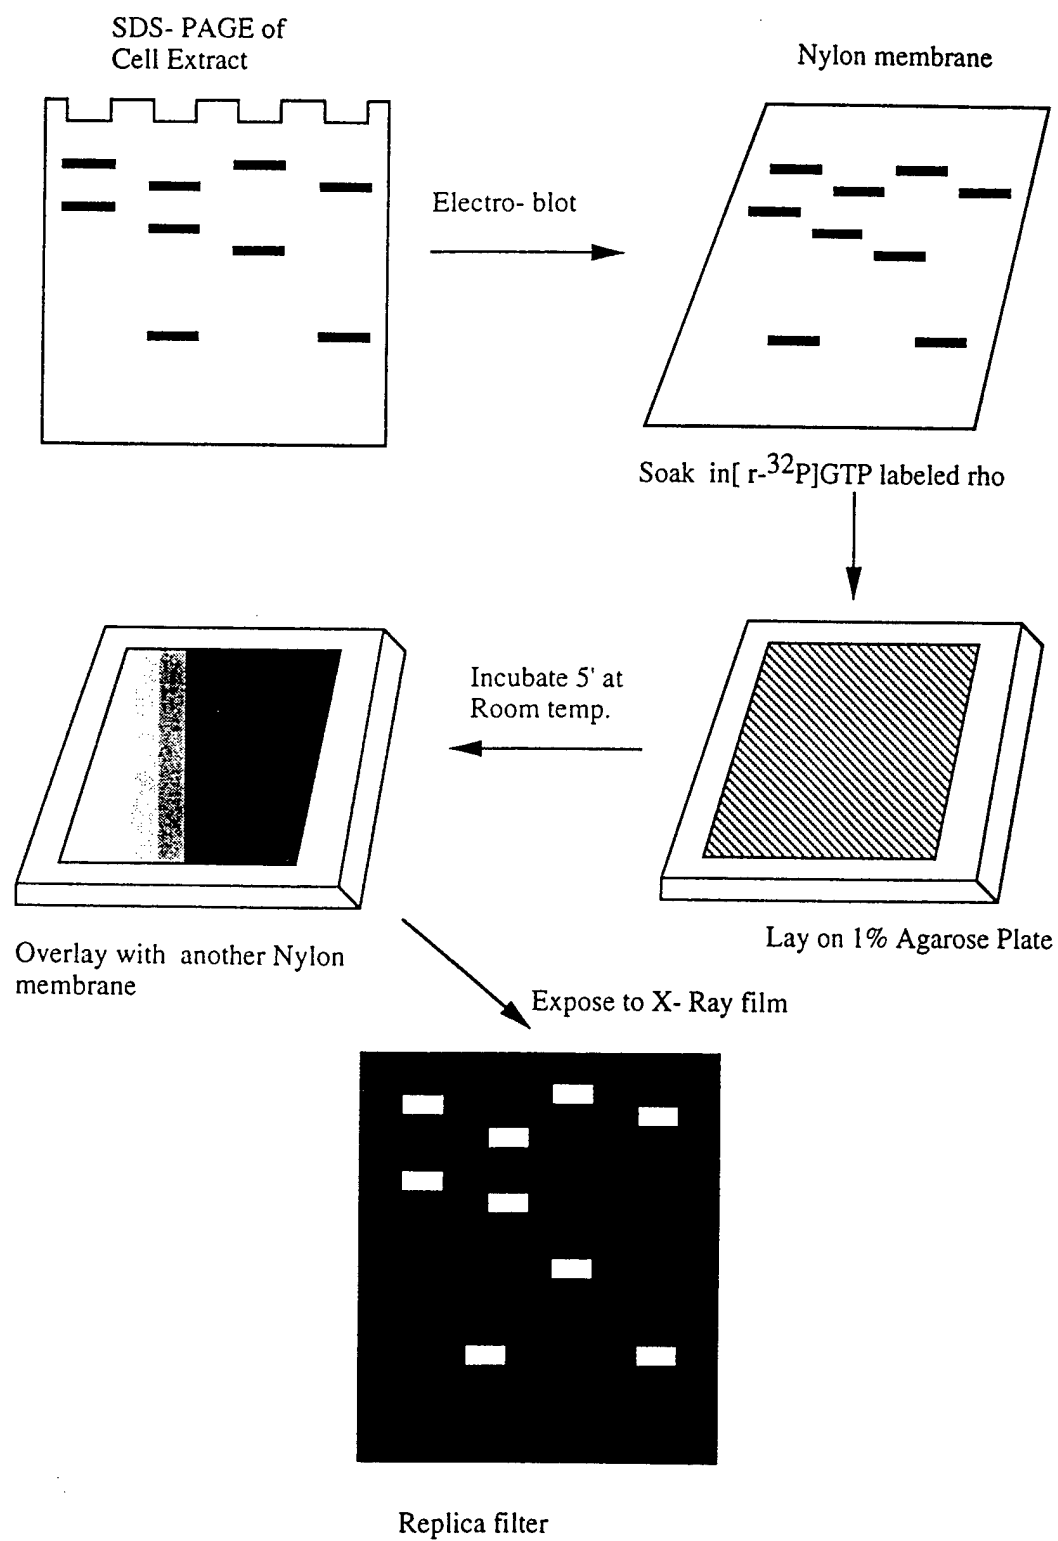 SDS- PAGE of
Cell Extract
Nylon membrane
Electro- blot
Soak in[ r-32P]GTP labeled rho
Incubate 5' at
Room temp.
Lay on 1% Agarose Plate
Overlay with another Nylon
membrane
Expose to X- Ray film
Replica filter